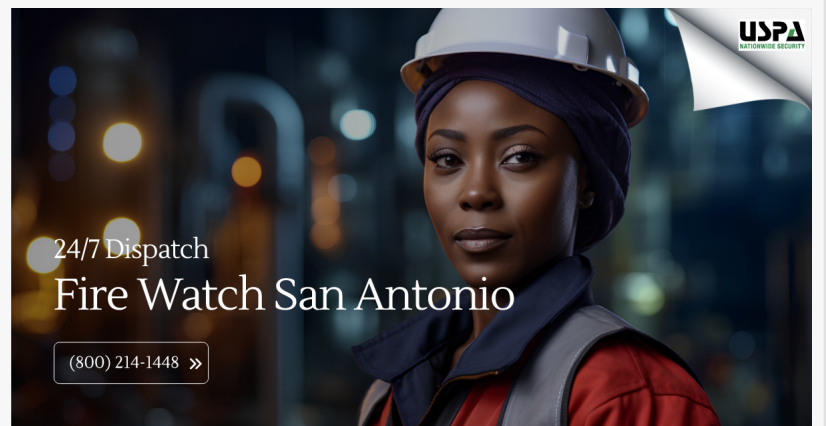 USPA
NATIONWIDE SECURITY
24/7 Dispatch
Fire Watch San Antonio
(800) 214-1448 »